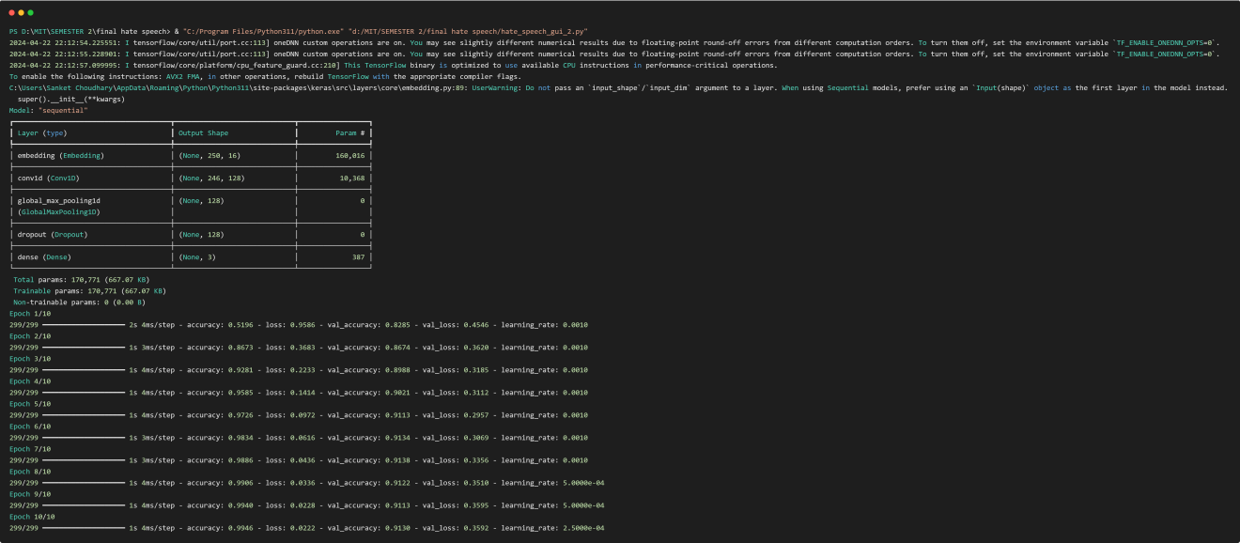 PS D:\MIT\SEMESTER 2\final hate speech> & "C:/Program Files/Python311/python.exe" "d:/MIT/SEMESTER 2/final hate speech/hate_speech_gui_2.py"
2024-04-22 22:12:54.225551: I tensorflow/core/util/port.cc:113] oneDNN custom operations are on. You may see slightly different numerical results due to floating-point round-off errors from different computation orders. To turn them off, set the environment variable `TF_ENABLE_ONEDNN_OPTS=0`.
2024-04-22 22:12:55.228901: I tensorflow/core/util/port.cc:113] oneDNN custom operations are on. You may see slightly different numerical results due to floating-point round-off errors from different computation orders. To turn them off, set the environment variable `TF_ENABLE_ONEDNN_OPTS=0`.
2024-04-22 22:12:57.099995: I tensorflow/core/platform/cpu_feature_guard.cc:210] This TensorFlow binary is optimized to use available CPU instructions in performance-critical operations.
To enable the following instructions: AVX2 FMA, in other operations, rebuild TensorFlow with the appropriate compiler flags.
C:\Users\Sanket Choudhary\AppData\Roaming\Python\Python311\site-packages\keras\src\layers\core\embedding.py:89: UserWarning: Do not pass an `input_shape`/`input_dim` argument to a layer. When using Sequential models, prefer using an `Input(shape)` object as the first layer in the model instead.
super().__init__(**kwargs)
Model: "sequential"
Layer (type) Output Shape Param #
embedding (Embedding) (None, 250, 16) 160,016
conv1d (Conv1D) (None, 246, 128) 10,368
global_max_pooling1d (None, 128) 0
(GlobalMaxPooling1D)
dropout (Dropout) (None, 128) 0
dense (Dense) (None, 3) 387
Total params: 170,771 (667.07 KB)
Trainable params: 170,771 (667.07 KB)
Non-trainable params: 0 (0.00 B)
Epoch 1/10
299/299 ━━━━━━━━━━━━━━━━━━━━ 2s 4ms/step - accuracy: 0.5196 - loss: 0.9586 - val_accuracy: 0.8285 - val_loss: 0.4546 - learning_rate: 0.0010
Epoch 2/10
299/299 ━━━━━━━━━━━━━━━━━━━━ 1s 3ms/step - accuracy: 0.8673 - loss: 0.3683 - val_accuracy: 0.8674 - val_loss: 0.3620 - learning_rate: 0.0010
Epoch 3/10
299/299 ━━━━━━━━━━━━━━━━━━━━ 1s 4ms/step - accuracy: 0.9281 - loss: 0.2233 - val_accuracy: 0.8988 - val_loss: 0.3185 - learning_rate: 0.0010
Epoch 4/10
299/299 ━━━━━━━━━━━━━━━━━━━━ 1s 4ms/step - accuracy: 0.9585 - loss: 0.1414 - val_accuracy: 0.9021 - val_loss: 0.3112 - learning_rate: 0.0010
Epoch 5/10
299/299 ━━━━━━━━━━━━━━━━━━━━ 1s 4ms/step - accuracy: 0.9726 - loss: 0.0972 - val_accuracy: 0.9113 - val_loss: 0.2957 - learning_rate: 0.0010
Epoch 6/10
299/299 ━━━━━━━━━━━━━━━━━━━━ 1s 3ms/step - accuracy: 0.9834 - loss: 0.0616 - val_accuracy: 0.9134 - val_loss: 0.3069 - learning_rate: 0.0010
Epoch 7/10
299/299 ━━━━━━━━━━━━━━━━━━━━ 1s 3ms/step - accuracy: 0.9886 - loss: 0.0436 - val_accuracy: 0.9138 - val_loss: 0.3356 - learning_rate: 0.0010
Epoch 8/10
299/299 ━━━━━━━━━━━━━━━━━━━━ 1s 4ms/step - accuracy: 0.9906 - loss: 0.0336 - val_accuracy: 0.9122 - val_loss: 0.3510 - learning_rate: 5.0000e-04
Epoch 9/10
299/299 ━━━━━━━━━━━━━━━━━━━━ 1s 4ms/step - accuracy: 0.9940 - loss: 0.0228 - val_accuracy: 0.9113 - val_loss: 0.3595 - learning_rate: 5.0000e-04
Epoch 10/10
299/299 ━━━━━━━━━━━━━━━━━━━━ 1s 4ms/step - accuracy: 0.9946 - loss: 0.0222 - val_accuracy: 0.9130 - val_loss: 0.3592 - learning_rate: 2.5000e-04